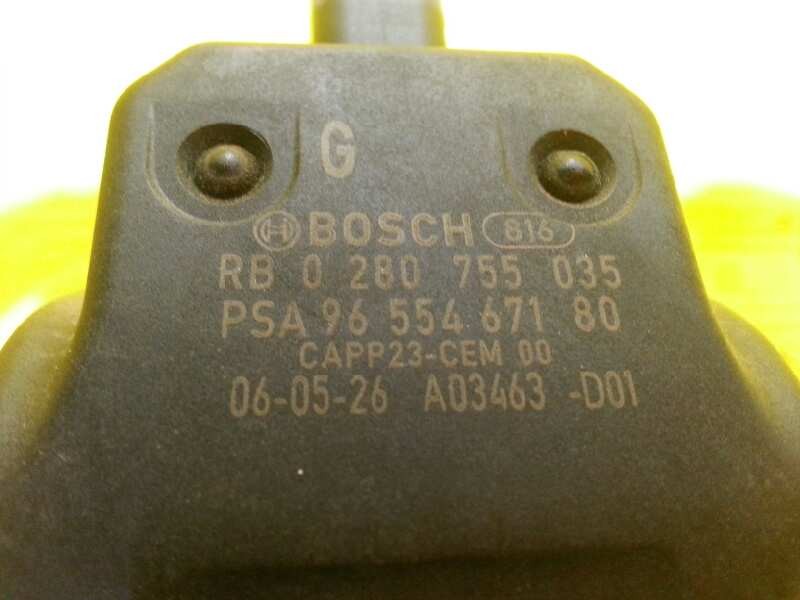 G
BOSCH 816
RB 0 280 755 035
PSA 96 554 671 80
CAPP23-CEM 00
06-05-26 A03463 -D01